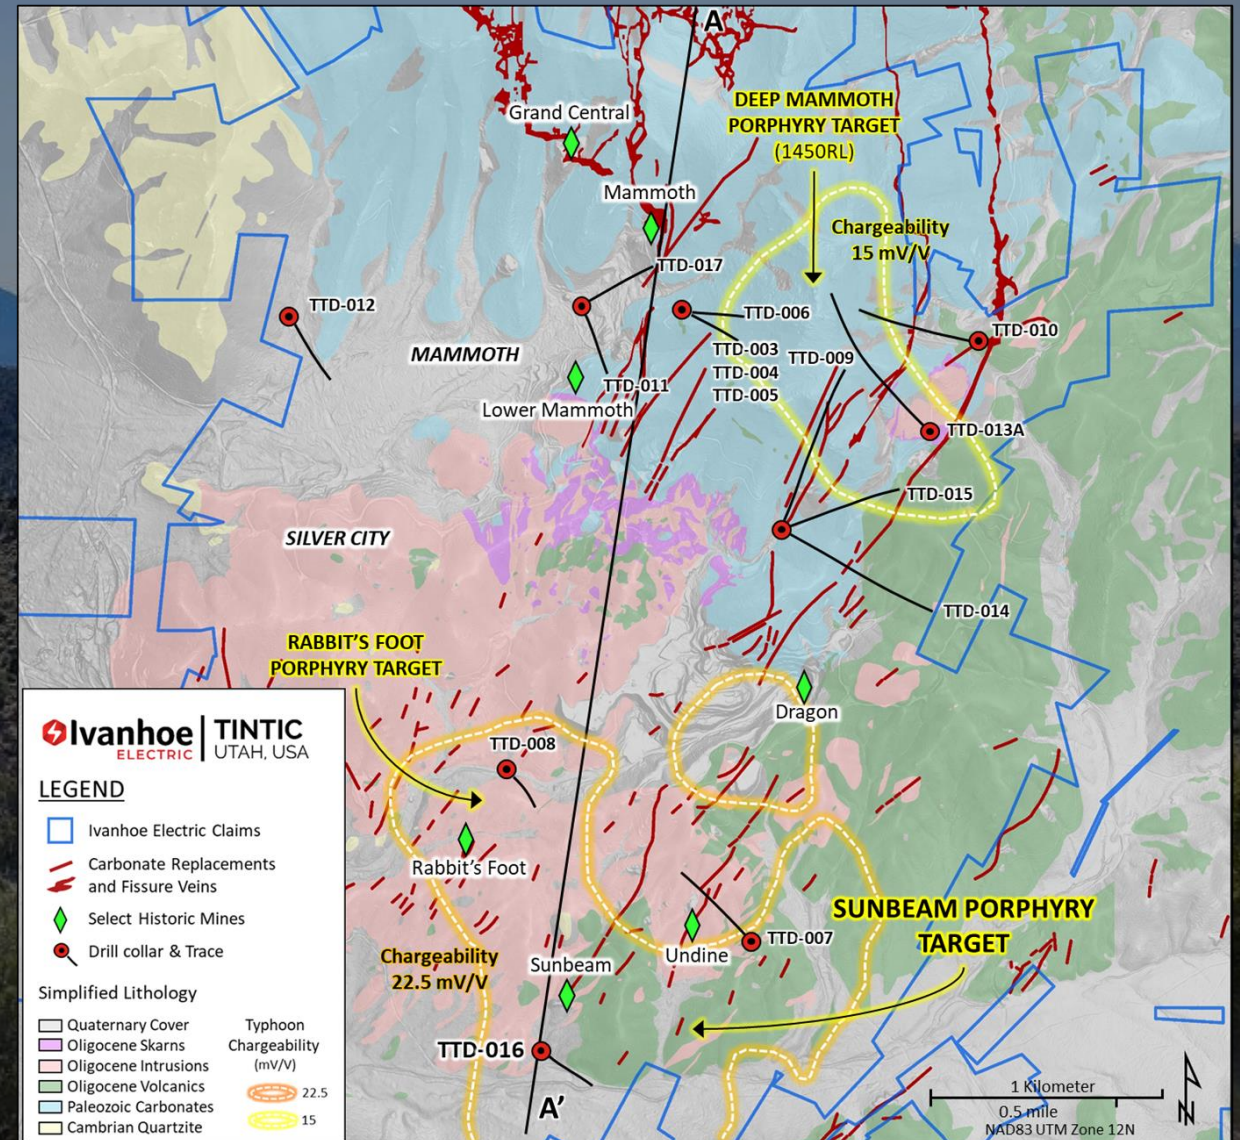 A
Grand Central
DEEP MAMMOTH
PORPHYRY TARGET
(1450RL)
Mammoth
Chargeability
15 mV/V
TTD-017
TTD-012
TTD-006
TTD-010
MAMMOTH
TTD-003
TTD-009
TTD-004
TTD-011
TTD-005
Lower Mammoth
TTD-013A
TTD-015
SILVER CITY
TTD-014
RABBIT'S FOOT
PORPHYRY TARGET
Dragon
TTD-008
Rabbit's Foot
SUNBEAM PORPHYRY
TARGET
TTD-007
Undine
Chargeability
22.5 mV/V
Sunbeam
TTD-016
A'
Ivanhoe
ELECTRIC
TINTIC
UTAH, USA
LEGEND
Ivanhoe Electric Claims
Carbonate Replacements
and Fissure Veins
Select Historic Mines
Drill collar & Trace
Simplified Lithology
Quaternary Cover
Oligocene Skarns
Oligocene Intrusions
Oligocene Volcanics
Paleozoic Carbonates
Cambrian Quartzite
Typhoon
Chargeability
(mV/V)
22.5
15
1 Kilometer
0.5 mile
NAD83 UTM Zone 12N
N